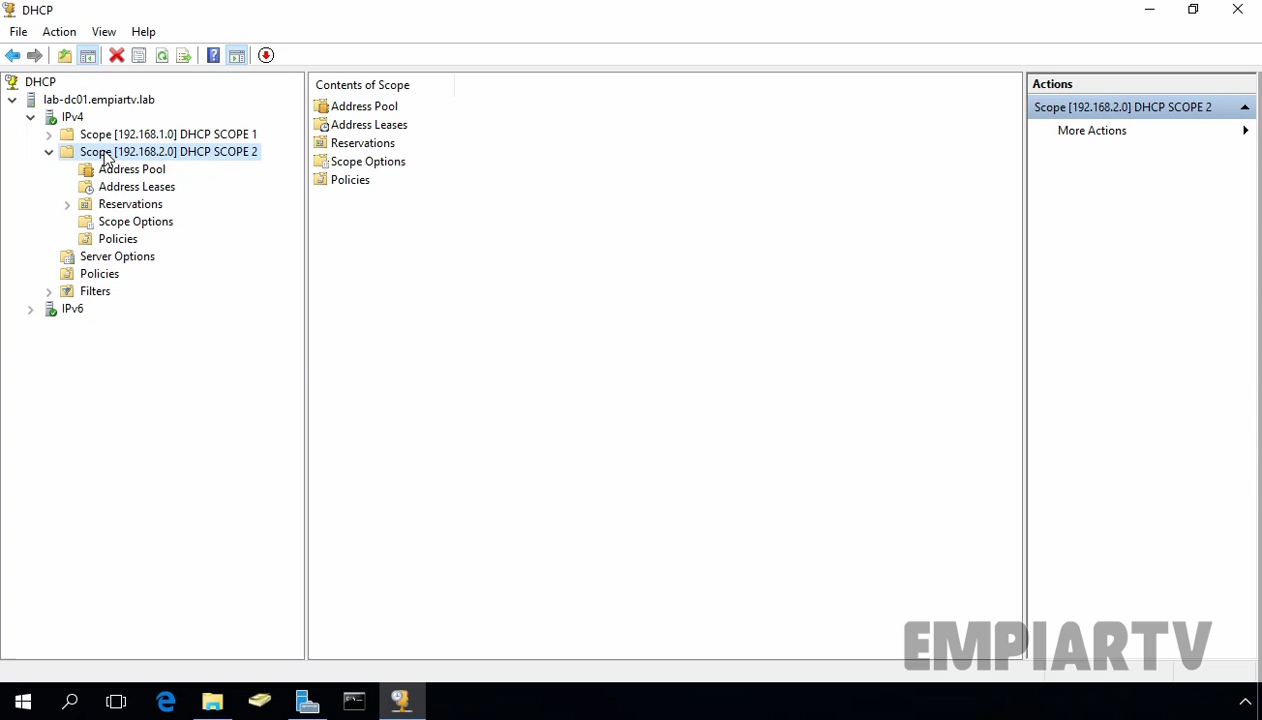 DHCP
File Action View Help
DHCP
lab-dc01.empiartv.lab
IPv4
Scope [192.168.1.0] DHCP SCOPE 1
Scope [192.168.2.0] DHCP SCOPE 2
Address Pool
Address Leases
Reservations
Scope Options
Policies
Server Options
Policies
Filters
IPv6
Contents of Scope
Address Pool
Address Leases
Reservations
Scope Options
Policies
Actions
Scope [192.168.2.0] DHCP SCOPE 2
More Actions
EMPIARTV